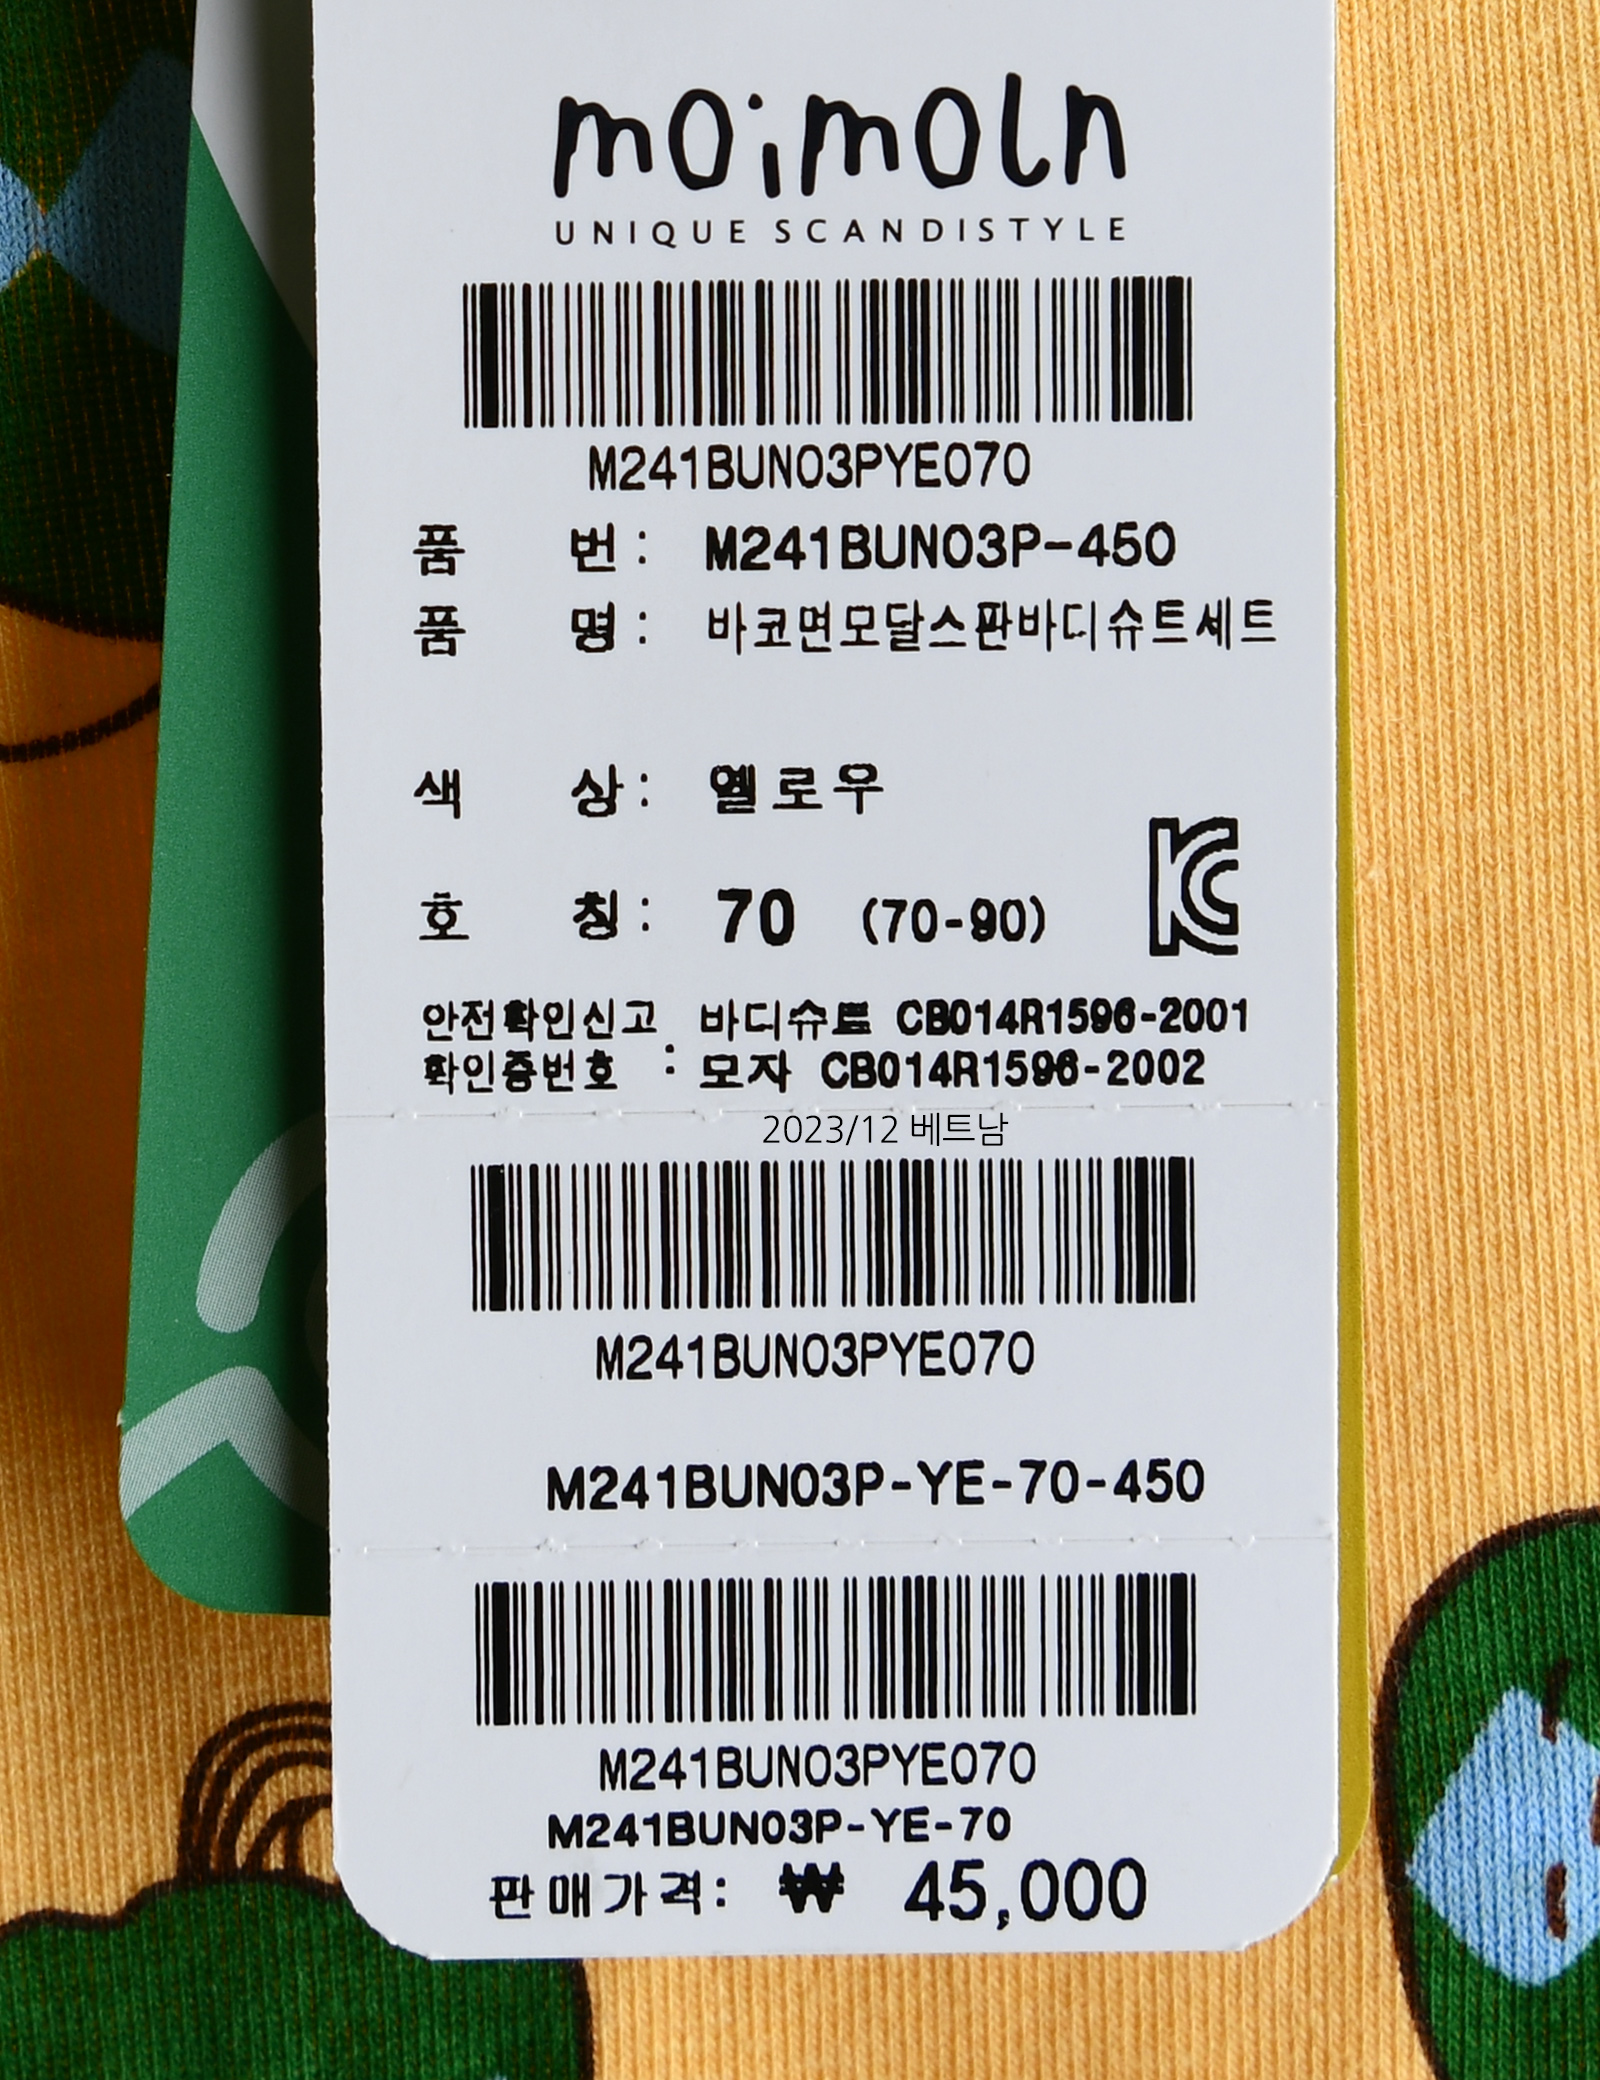 moimoln
UNIQUE SCANDISTYLE
M241BUN03PYE070
품 번 : M241BUN03P-450
품 명 : 바코면모달스판바디슈트세트
색 상 : 옐로우
호 칭 : 70 (70-90)
안전확인신고 바디슈트 CB014R1596-2001
확인증번호 : 모자 CB014R1596-2002
2023/12 베트남
M241BUN03PYE070
M241BUN03P-YE-70-450
M241BUN03PYE070
M241BUN03P-YE-70
판매가격: ₩ 45,000